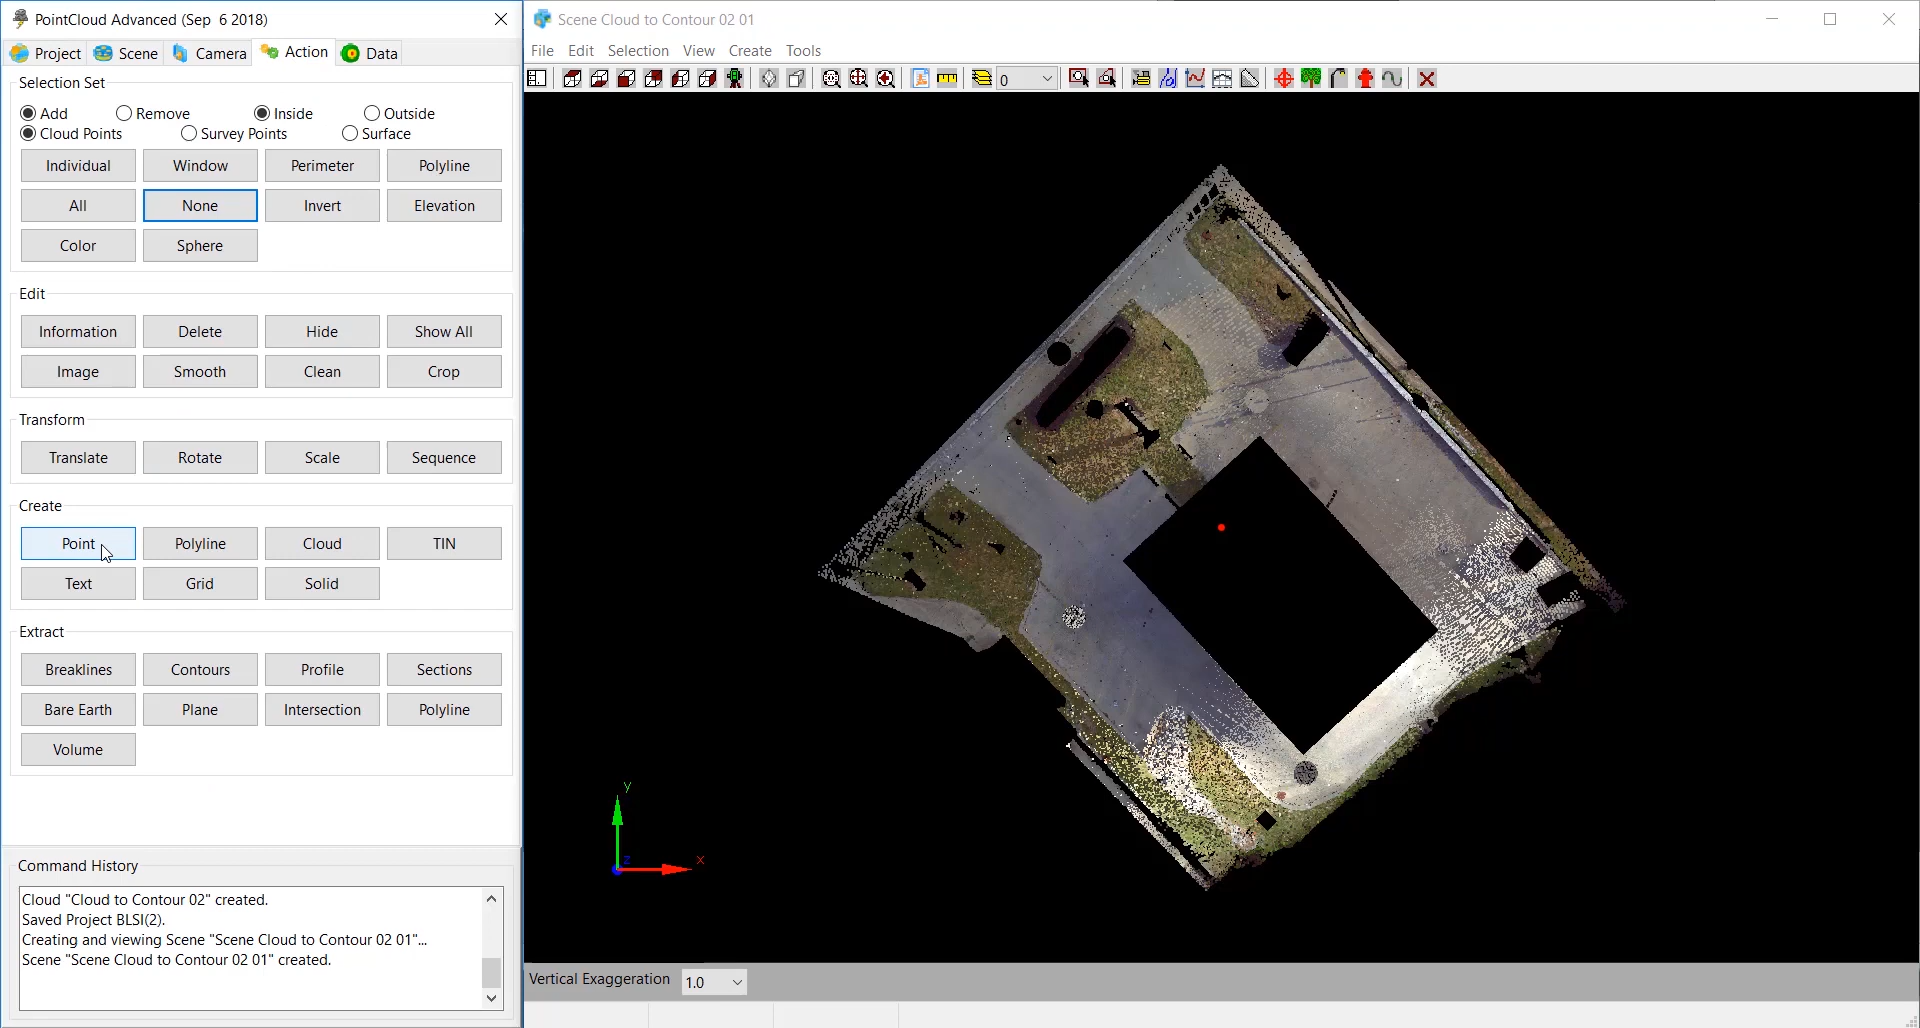 PointCloud Advanced (Sep 6 2018)
Project
Scene
Camera
Action
Data
Selection Set
Add
Remove
Inside
Outside
Cloud Points
Survey Points
Surface
Individual
Window
Perimeter
Polyline
All
None
Invert
Elevation
Color
Sphere
Edit
Information
Delete
Hide
Show All
Image
Smooth
Clean
Crop
Transform
Translate
Rotate
Scale
Sequence
Create
Point
Polyline
Cloud
TIN
Text
Grid
Solid
Extract
Breaklines
Contours
Profile
Sections
Bare Earth
Plane
Intersection
Polyline
Volume
Command History
Cloud "Cloud to Contour 02" created.
Saved Project BLSI(2).
Creating and viewing Scene "Scene Cloud to Contour 02 01"...
Scene "Scene Cloud to Contour 02 01" created.
Scene Cloud to Contour 02 01
File
Edit
Selection
View
Create
Tools
0
y
z
x
Vertical Exaggeration
1.0